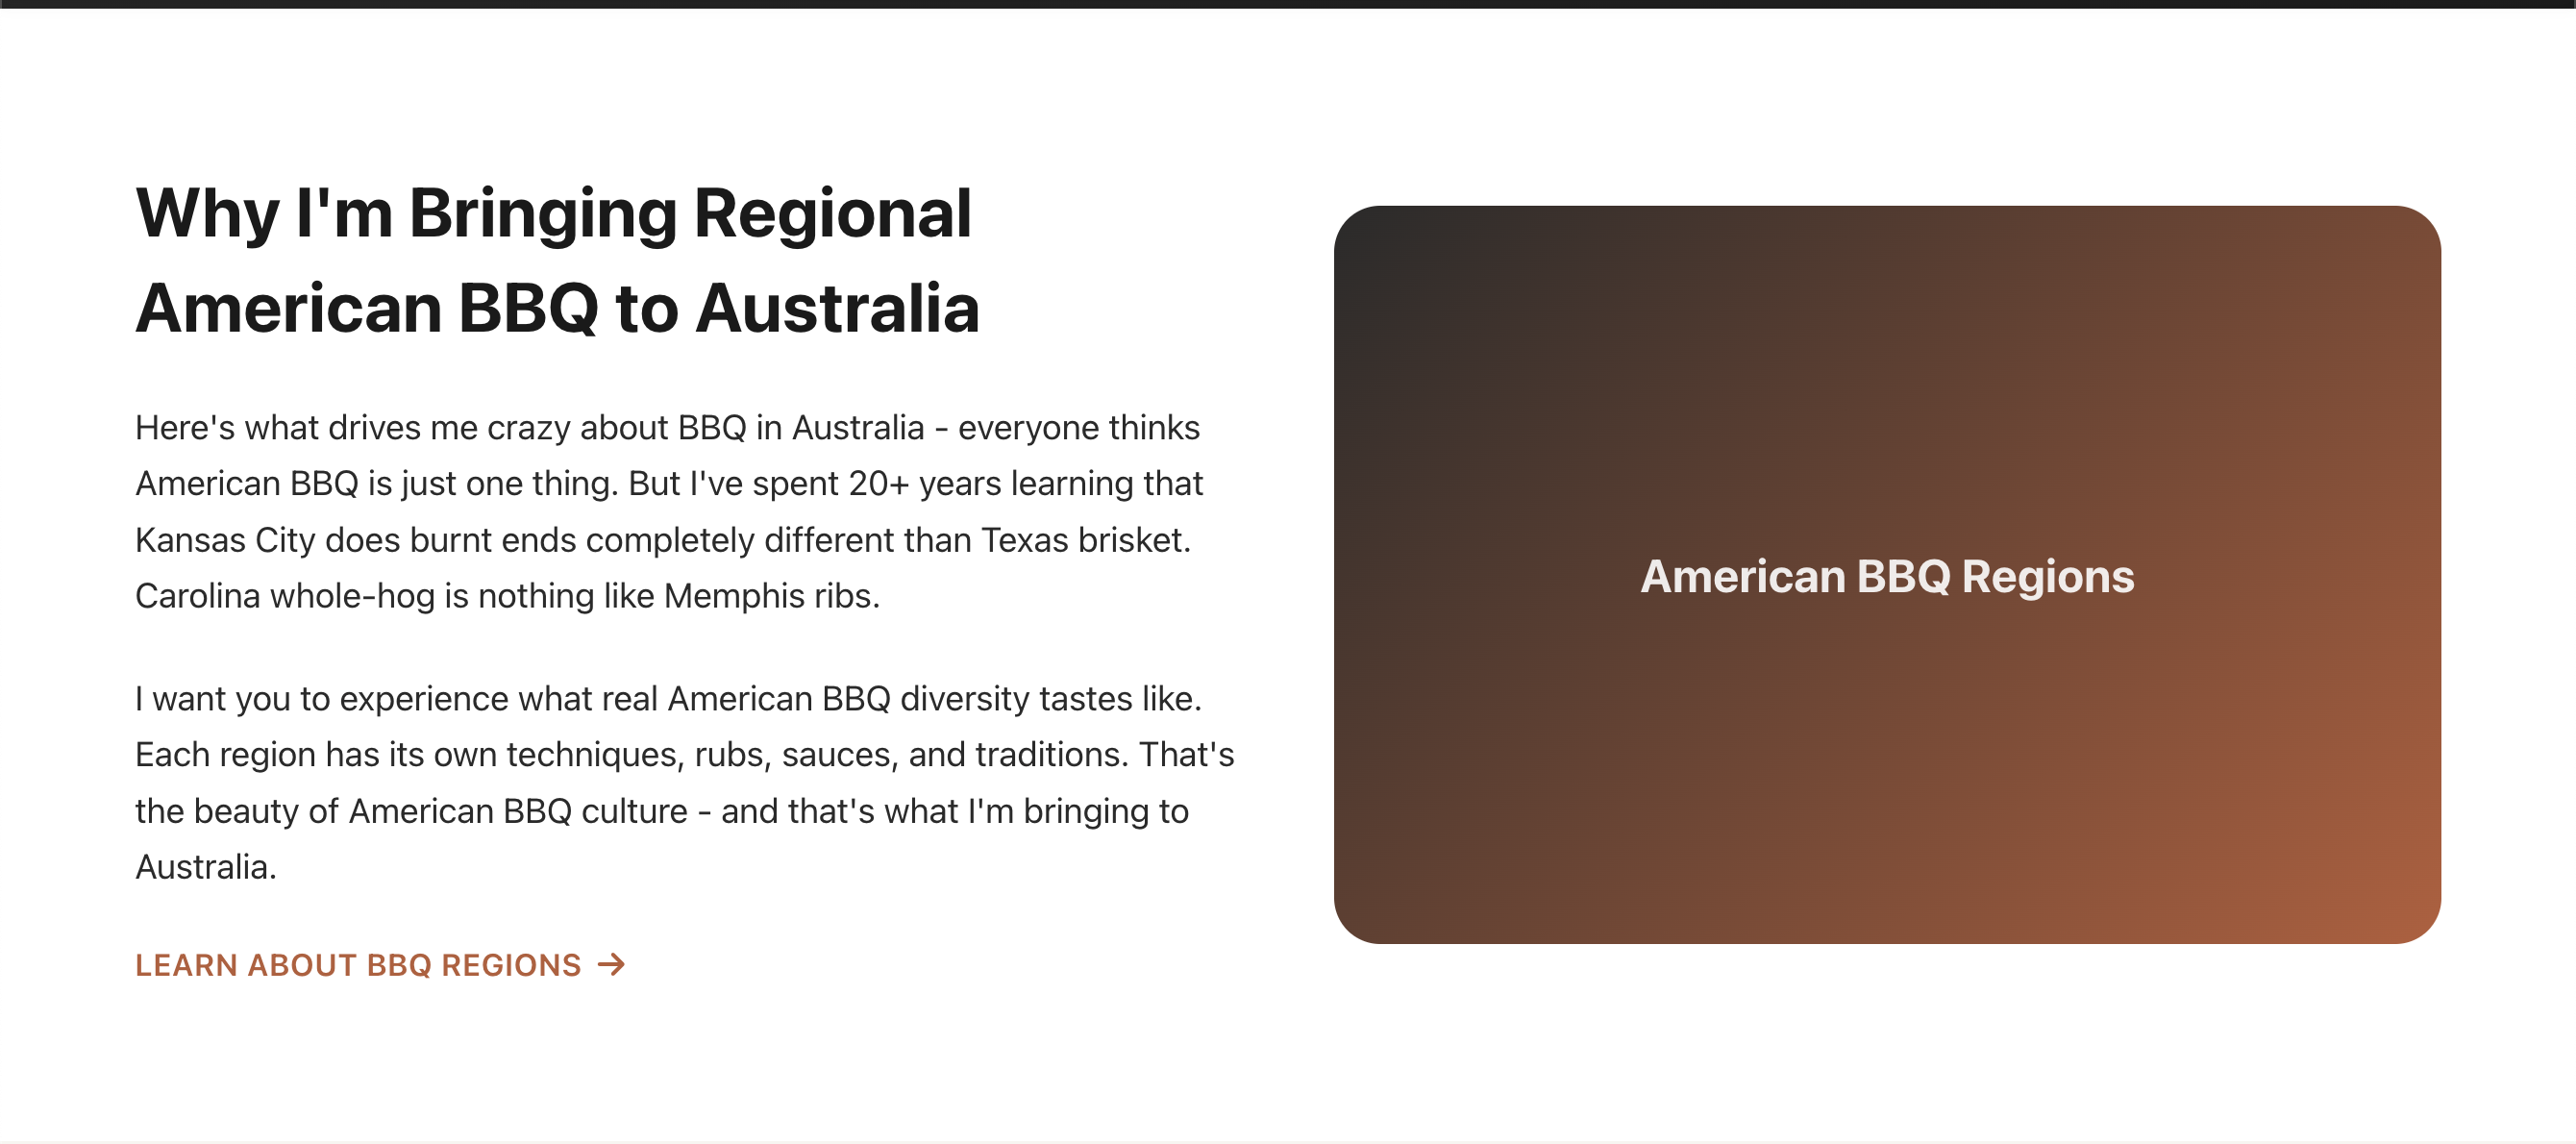 Why I'm Bringing Regional
American BBQ to Australia
Here's what drives me crazy about BBQ in Australia - everyone thinks
American BBQ is just one thing. But I've spent 20+ years learning that
Kansas City does burnt ends completely different than Texas brisket.
Carolina whole-hog is nothing like Memphis ribs.
I want you to experience what real American BBQ diversity tastes like.
Each region has its own techniques, rubs, sauces, and traditions. That's
the beauty of American BBQ culture - and that's what I'm bringing to
Australia.
LEARN ABOUT BBQ REGIONS →
American BBQ Regions